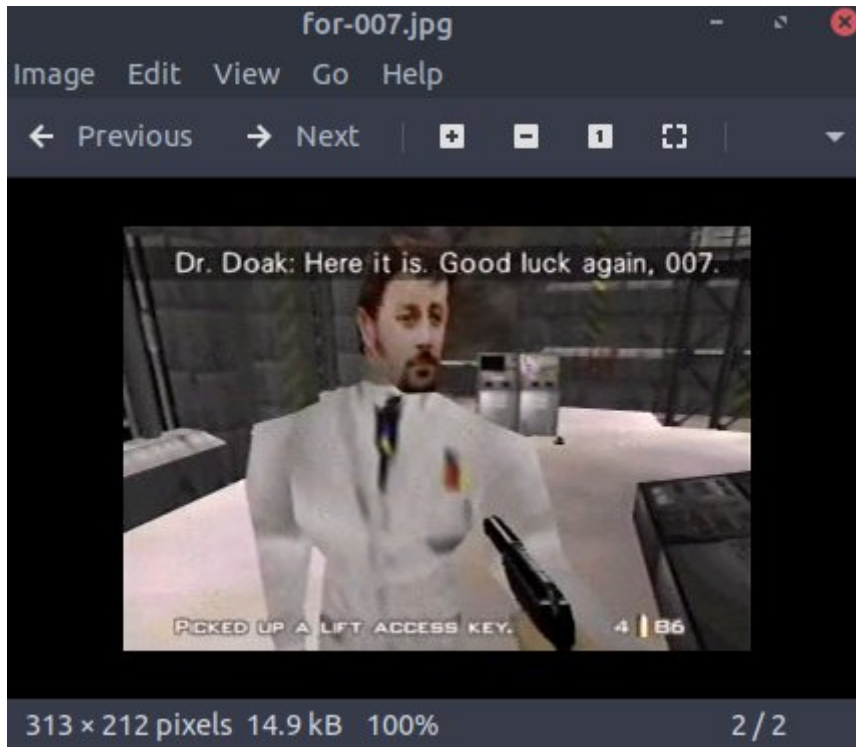 for-007.jpg
Image Edit View Go Help
Previous Next 1
Dr. Doak: Here it is. Good luck again, 007.
PICKED UP A LIFT ACCESS KEY. 4 86
313 × 212 pixels 14.9 kB 100% 2 / 2